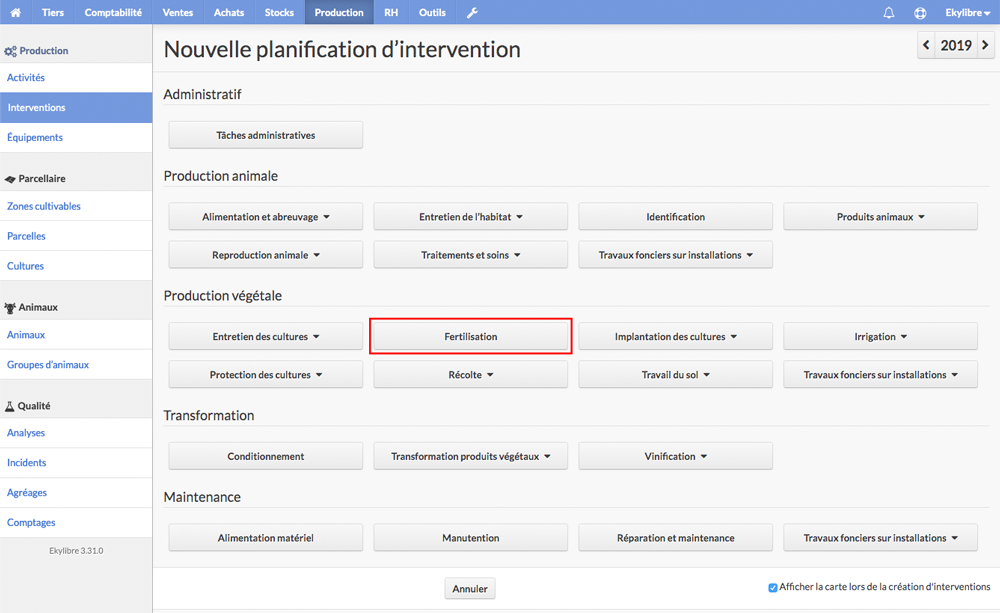 Tiers Comptabilité Ventes Achats Stocks Production RH Outils Ekylibre
Production
Activités
Interventions
Équipements
Parcellaire
Zones cultivables
Parcelles
Cultures
Animaux
Animaux
Groupes d'animaux
Qualité
Analyses
Incidents
Agréages
Comptages
Ekylibre 3.31.0
Nouvelle planification d'intervention
2019
Administratif
Tâches administratives
Production animale
Alimentation et abreuvage Entretien de l'habitat Identification Produits animaux
Reproduction animale Traitements et soins Travaux fonciers sur installations
Production végétale
Entretien des cultures Fertilisation Implantation des cultures Irrigation
Protection des cultures Récolte Travail du sol Travaux fonciers sur installations
Transformation
Conditionnement Transformation produits végétaux Vinification
Maintenance
Alimentation matériel Manutention Réparation et maintenance Travaux fonciers sur installations
Annuler
Afficher la carte lors de la création d'interventions